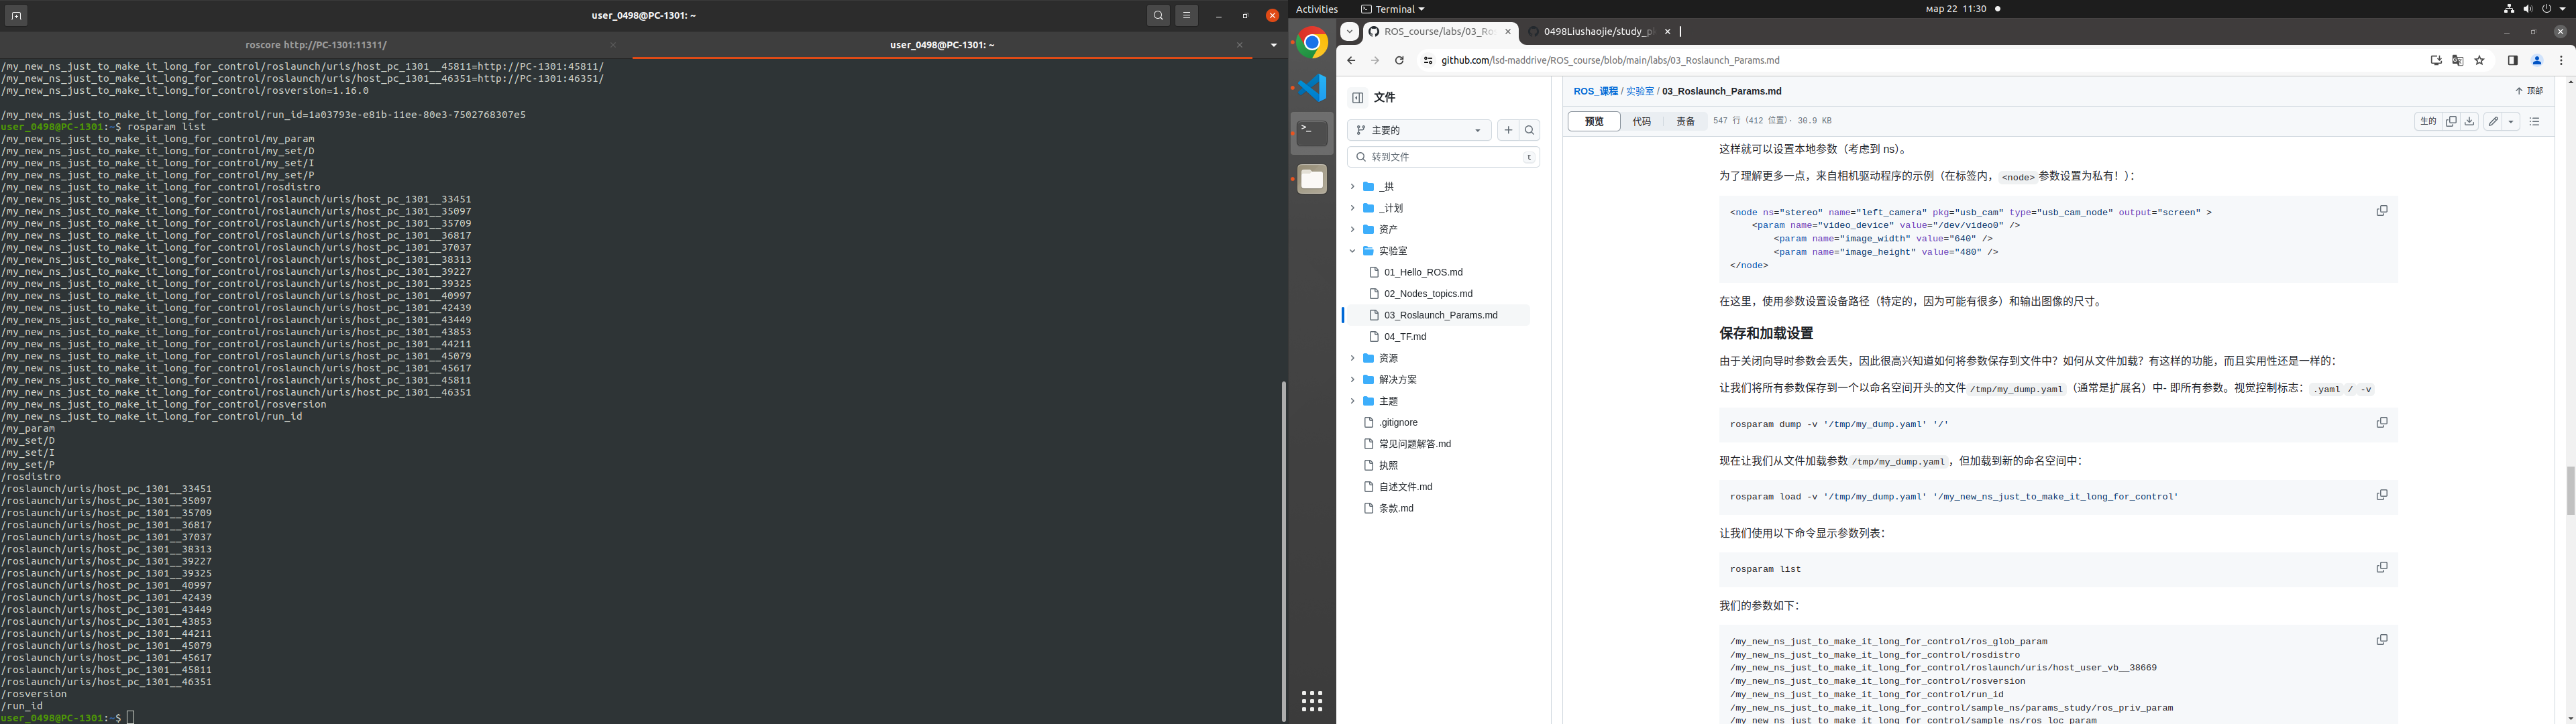 user_0498@PC-1301: ~
roscore http://PC-1301:11311/
user_0498@PC-1301: ~
/my_new_ns_just_to_make_it_long_for_control/roslaunch/uris/host_pc_1301__45811=http://PC-1301:45811/
/my_new_ns_just_to_make_it_long_for_control/roslaunch/uris/host_pc_1301__46351=http://PC-1301:46351/
/my_new_ns_just_to_make_it_long_for_control/rosversion=1.16.0
/my_new_ns_just_to_make_it_long_for_control/run_id=1a03793e-e81b-11ee-80e3-7502768307e5
user_0498@PC-1301:~$ rosparam list
/my_new_ns_just_to_make_it_long_for_control/my_param
/my_new_ns_just_to_make_it_long_for_control/my_set/D
/my_new_ns_just_to_make_it_long_for_control/my_set/I
/my_new_ns_just_to_make_it_long_for_control/my_set/P
/my_new_ns_just_to_make_it_long_for_control/rosdistro
/my_new_ns_just_to_make_it_long_for_control/roslaunch/uris/host_pc_1301__33451
/my_new_ns_just_to_make_it_long_for_control/roslaunch/uris/host_pc_1301__35097
/my_new_ns_just_to_make_it_long_for_control/roslaunch/uris/host_pc_1301__35709
/my_new_ns_just_to_make_it_long_for_control/roslaunch/uris/host_pc_1301__36817
/my_new_ns_just_to_make_it_long_for_control/roslaunch/uris/host_pc_1301__37037
/my_new_ns_just_to_make_it_long_for_control/roslaunch/uris/host_pc_1301__38313
/my_new_ns_just_to_make_it_long_for_control/roslaunch/uris/host_pc_1301__39227
/my_new_ns_just_to_make_it_long_for_control/roslaunch/uris/host_pc_1301__39325
/my_new_ns_just_to_make_it_long_for_control/roslaunch/uris/host_pc_1301__40997
/my_new_ns_just_to_make_it_long_for_control/roslaunch/uris/host_pc_1301__42439
/my_new_ns_just_to_make_it_long_for_control/roslaunch/uris/host_pc_1301__43449
/my_new_ns_just_to_make_it_long_for_control/roslaunch/uris/host_pc_1301__43853
/my_new_ns_just_to_make_it_long_for_control/roslaunch/uris/host_pc_1301__44211
/my_new_ns_just_to_make_it_long_for_control/roslaunch/uris/host_pc_1301__45079
/my_new_ns_just_to_make_it_long_for_control/roslaunch/uris/host_pc_1301__45617
/my_new_ns_just_to_make_it_long_for_control/roslaunch/uris/host_pc_1301__45811
/my_new_ns_just_to_make_it_long_for_control/roslaunch/uris/host_pc_1301__46351
/my_new_ns_just_to_make_it_long_for_control/rosversion
/my_new_ns_just_to_make_it_long_for_control/run_id
/my_param
/my_set/D
/my_set/I
/my_set/P
/rosdistro
/roslaunch/uris/host_pc_1301__33451
/roslaunch/uris/host_pc_1301__35097
/roslaunch/uris/host_pc_1301__35709
/roslaunch/uris/host_pc_1301__36817
/roslaunch/uris/host_pc_1301__37037
/roslaunch/uris/host_pc_1301__38313
/roslaunch/uris/host_pc_1301__39227
/roslaunch/uris/host_pc_1301__39325
/roslaunch/uris/host_pc_1301__40997
/roslaunch/uris/host_pc_1301__42439
/roslaunch/uris/host_pc_1301__43449
/roslaunch/uris/host_pc_1301__43853
/roslaunch/uris/host_pc_1301__44211
/roslaunch/uris/host_pc_1301__45079
/roslaunch/uris/host_pc_1301__45617
/roslaunch/uris/host_pc_1301__45811
/roslaunch/uris/host_pc_1301__46351
/rosversion
/run_id
user_0498@PC-1301:~$
Activities Terminal мар 22 11:30
ROS_course/labs/03_Ro 0498Liushaojie/study_p
github.com/lsd-maddrive/ROS_course/blob/main/labs/03_Roslaunch_Params.md
文件
主要的
转到文件 t
_拱
_计划
资产
实验室
01_Hello_ROS.md
02_Nodes_topics.md
03_Roslaunch_Params.md
04_TF.md
资源
解决方案
主题
.gitignore
常见问题解答.md
执照
自述文件.md
条款.md
ROS_课程 / 实验室 / 03_Roslaunch_Params.md 顶部
预览 代码 责备 547 行 (412 位置) · 30.9 KB 生的
这样就可以设置本地参数（考虑到 ns）。
为了解更多一点，来自相机驱动程序的示例（在标签内，<node>参数设置为私有！）：
<node ns="stereo" name="left_camera" pkg="usb_cam" type="usb_cam_node" output="screen" >
<param name="video_device" value="/dev/video0" />
<param name="image_width" value="640" />
<param name="image_height" value="480" />
</node>
在这里，使用参数设置设备路径（特定的，因为可能有很多）和输出图像的尺寸。
保存和加载设置
由于关闭向导时参数会丢失，因此很高兴知道如何将参数保存到文件中？如何从文件加载？有这样的功能，而且实用性还是一样的：
让我们将所有参数保存到一个以命名空间开头的文件/tmp/my_dump.yaml（通常是扩展名）中- 即所有参数。视觉控制标志：.yaml / -v
rosparam dump -v '/tmp/my_dump.yaml' '/'
现在让我们从文件加载参数/tmp/my_dump.yaml，但加载到新的命名空间中：
rosparam load -v '/tmp/my_dump.yaml' '/my_new_ns_just_to_make_it_long_for_control'
让我们使用以下命令显示参数列表：
rosparam list
我们的参数如下：
/my_new_ns_just_to_make_it_long_for_control/ros_glob_param
/my_new_ns_just_to_make_it_long_for_control/rosdistro
/my_new_ns_just_to_make_it_long_for_control/roslaunch/uris/host_user_vb__38669
/my_new_ns_just_to_make_it_long_for_control/rosversion
/my_new_ns_just_to_make_it_long_for_control/run_id
/my_new_ns_just_to_make_it_long_for_control/sample_ns/params_study/ros_priv_param
/my_new_ns_just_to_make_it_long_for_control/sample_ns/ros_loc_param